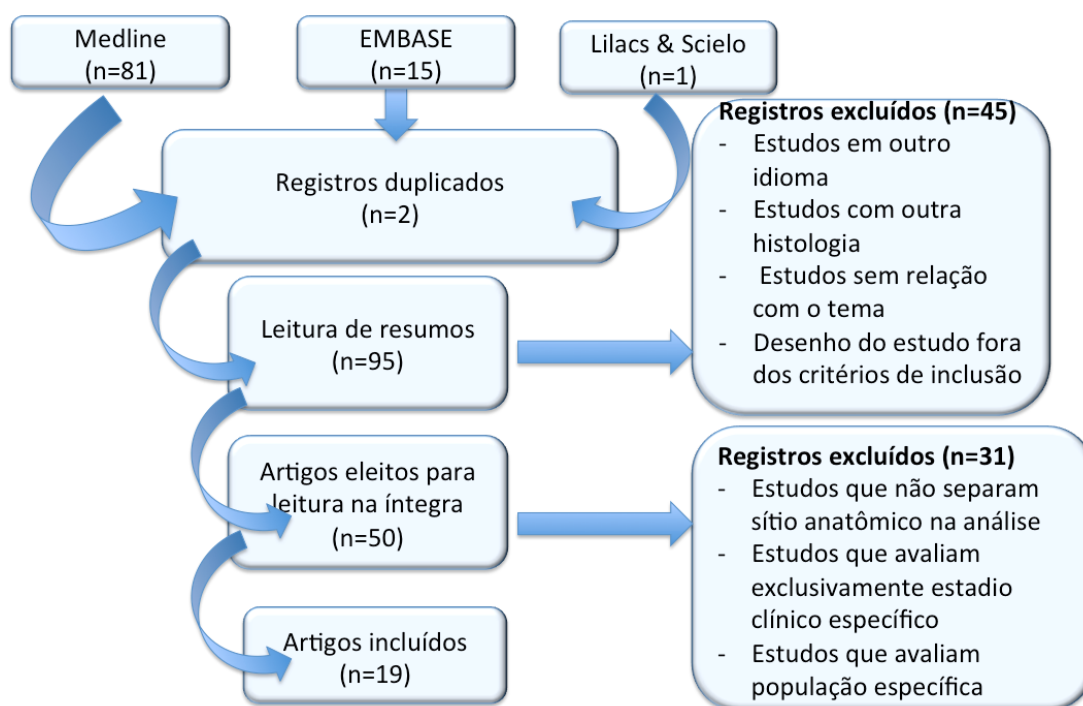 Medline
(n=81)
EMBASE
(n=15)
Lilacs & Scielo
(n=1)
Registros duplicados
(n=2)
Registros excluídos (n=45)
- Estudos em outro
idioma
- Estudos com outra
histologia
- Estudos sem relação
com o tema
- Desenho do estudo fora
dos critérios de inclusão
Leitura de resumos
(n=95)
Artigos eleitos para
leitura na íntegra
(n=50)
Registros excluídos (n=31)
- Estudos que não separam
sítio anatômico na análise
- Estudos que avaliam
exclusivamente estadio
clínico específico
- Estudos que avaliam
população específica
Artigos incluídos
(n=19)